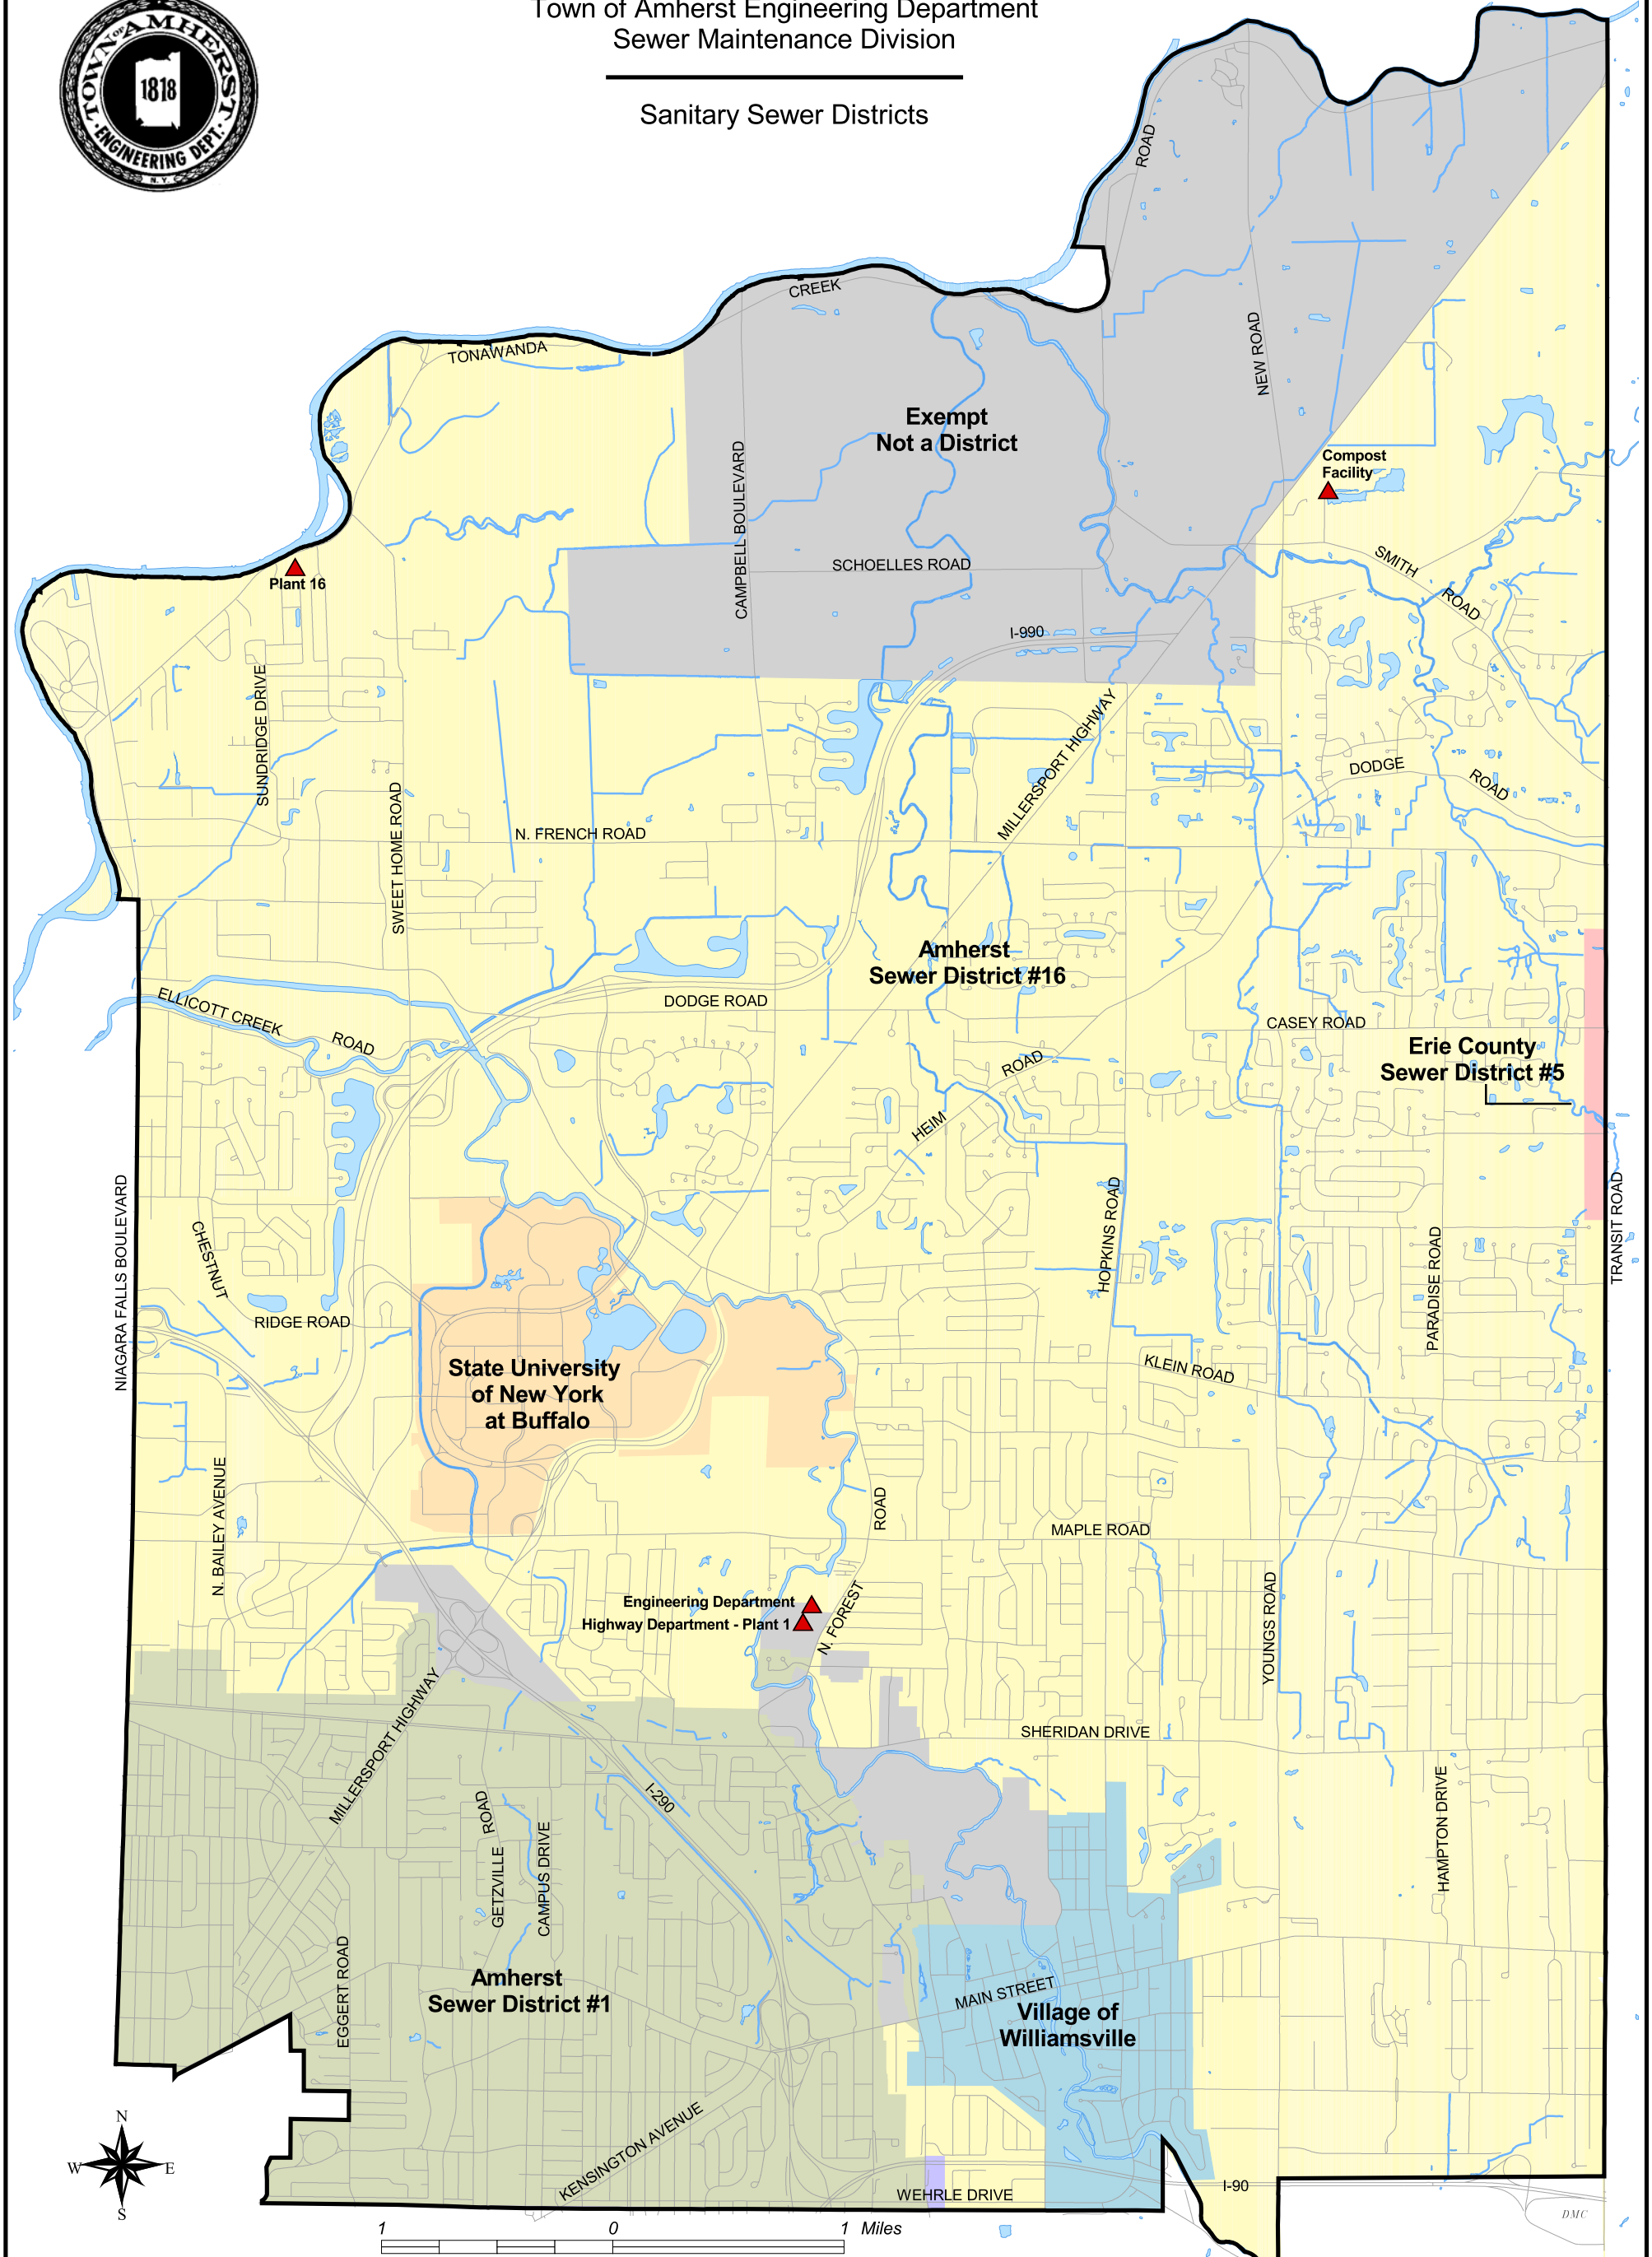 Town of Amherst Engineering Department
Sewer Maintenance Division
Sanitary Sewer Districts
TOWN OF AMHERST
1818
ENGINEERING DEPT.
N.Y.
ROAD
CREEK
TONAWANDA
NEW ROAD
Exempt
Not a District
CAMPBELL BOULEVARD
Compost
Facility
SCHOELLES ROAD
SMITH
ROAD
Plant 16
I-990
SUNDRIDGE DRIVE
MILLERSPORT HIGHWAY
DODGE
ROAD
SWEET HOME ROAD
N. FRENCH ROAD
Amherst
Sewer District #16
ELLICOTT CREEK
ROAD
DODGE ROAD
CASEY ROAD
Erie County
Sewer District #5
ROAD
HEIM
NIAGARA FALLS BOULEVARD
CHESTNUT
RIDGE ROAD
HOPKINS ROAD
PARADISE ROAD
TRANSIT ROAD
State University
of New York
at Buffalo
KLEIN ROAD
N. BAILEY AVENUE
ROAD
MAPLE ROAD
Engineering Department
Highway Department - Plant 1
N. FOREST
YOUNGS ROAD
MILLERSPORT HIGHWAY
SHERIDAN DRIVE
I-290
ROAD
GETZVILLE
CAMPUS DRIVE
HAMPTON DRIVE
EGGERT ROAD
Amherst
Sewer District #1
MAIN STREET
Village of
Williamsville
KENSINGTON AVENUE
WEHRLE DRIVE
I-90
N
W
E
S
DMC
1 0 1 Miles